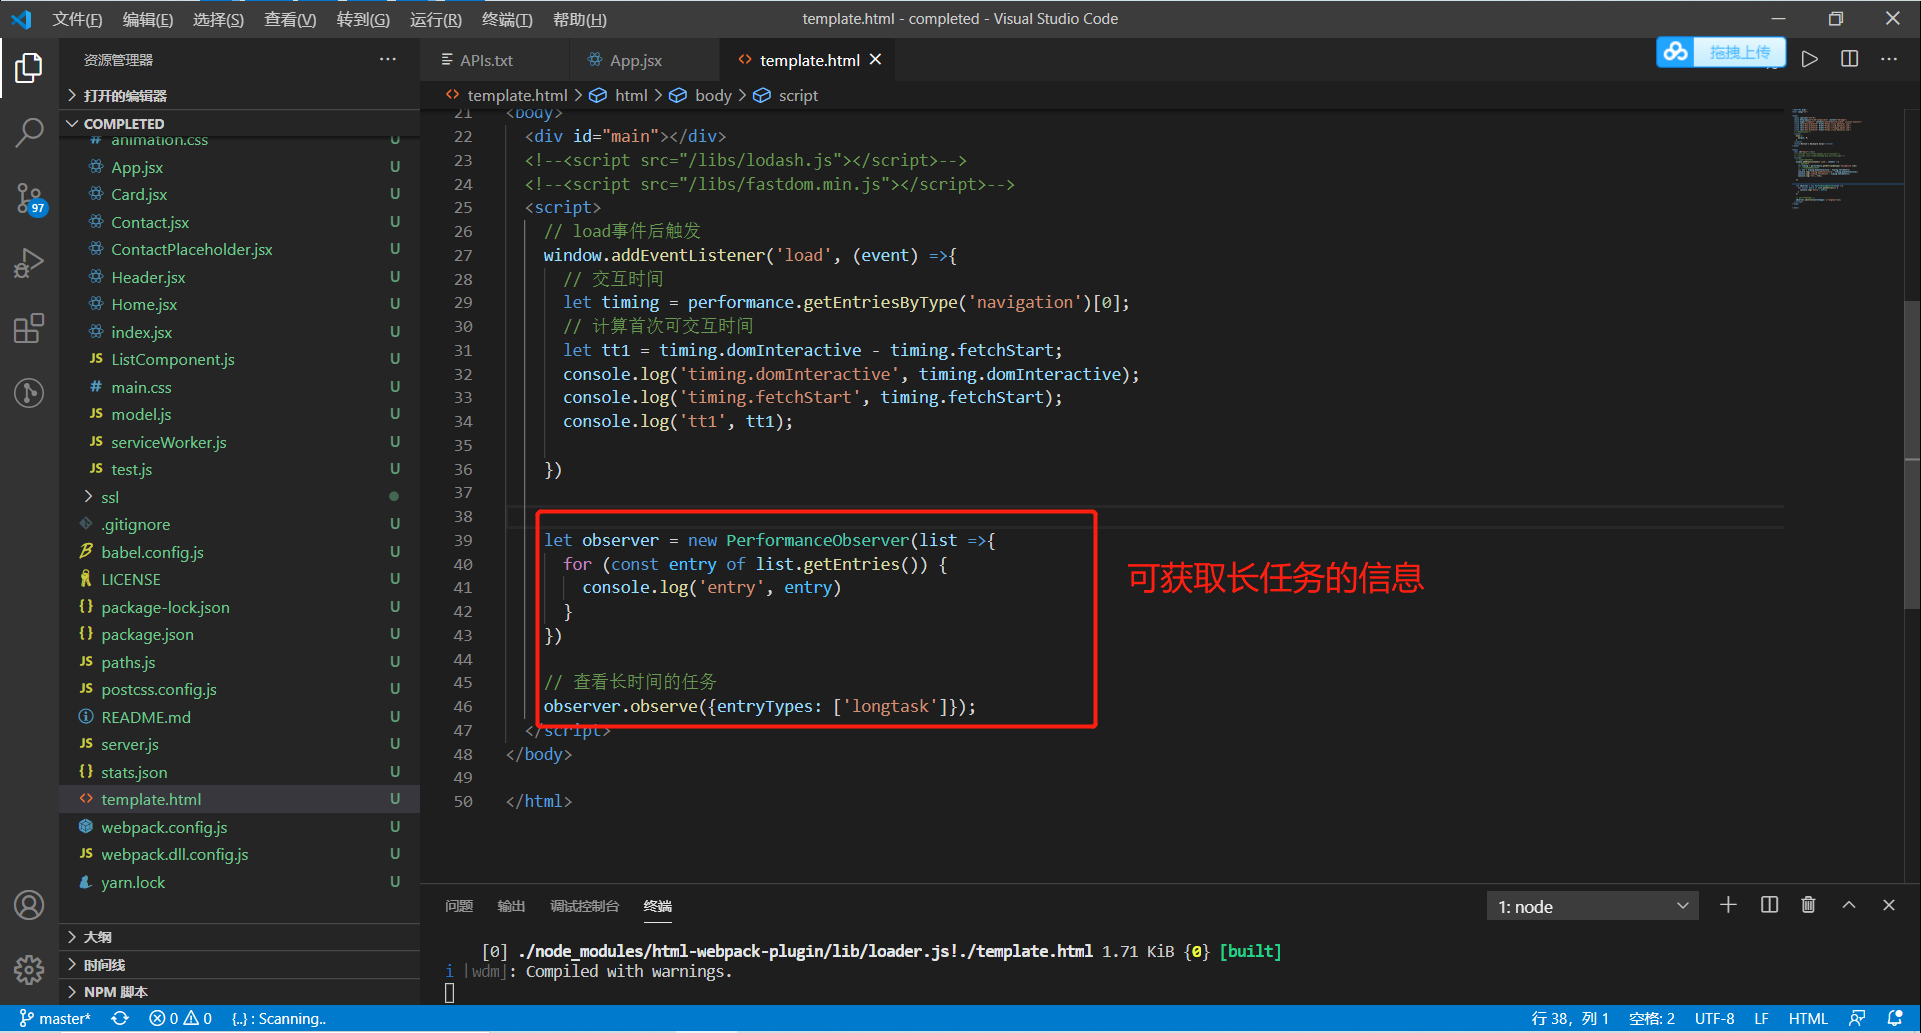 文件(F) 编辑(E) 选择(S) 查看(V) 转到(G) 运行(R) 终端(T) 帮助(H) template.html - completed - Visual Studio Code
资源管理器
APIs.txt App.jsx template.html
拖拽上传
打开的编辑器
template.html html body script
COMPLETED
animation.css U
App.jsx U
Card.jsx U
Contact.jsx U
ContactPlaceholder.jsx U
Header.jsx U
Home.jsx U
index.jsx U
JS ListComponent.js U
# main.css U
JS model.js U
JS serviceWorker.js U
JS test.js U
ssl
.gitignore U
babel.config.js U
LICENSE U
{} package-lock.json U
{} package.json U
JS paths.js U
JS postcss.config.js U
README.md U
JS server.js U
{} stats.json U
<> template.html U
webpack.config.js U
JS webpack.dll.config.js U
yarn.lock U
大纲
时间线
NPM 脚本
97
21 <body>
22 <div id="main"></div>
23 <!--<script src="/libs/lodash.js"></script>-->
24 <!--<script src="/libs/fastdom.min.js"></script>-->
25 <script>
26 // load事件后触发
27 window.addEventListener('load', (event) =>{
28 // 交互时间
29 let timing = performance.getEntriesByType('navigation')[0];
30 // 计算首次可交互时间
31 let tt1 = timing.domInteractive - timing.fetchStart;
32 console.log('timing.domInteractive', timing.domInteractive);
33 console.log('timing.fetchStart', timing.fetchStart);
34 console.log('tt1', tt1);
35
36 })
37
38
39 let observer = new PerformanceObserver(list =>{
40 for (const entry of list.getEntries()) {
41 console.log('entry', entry)
42 }
43 })
44
45 // 查看长时间的任务
46 observer.observe({entryTypes: ['longtask']});
47 </script>
48 </body>
49
50 </html>
可获取长任务的信息
问题 输出 调试控制台 终端 1: node
[0] ./node_modules/html-webpack-plugin/lib/loader.js!./template.html 1.71 KiB {0} [built]
i ｢wdm｣: Compiled with warnings.
master* 0 0 {..} : Scanning.. 行 38，列 1 空格: 2 UTF-8 LF HTML